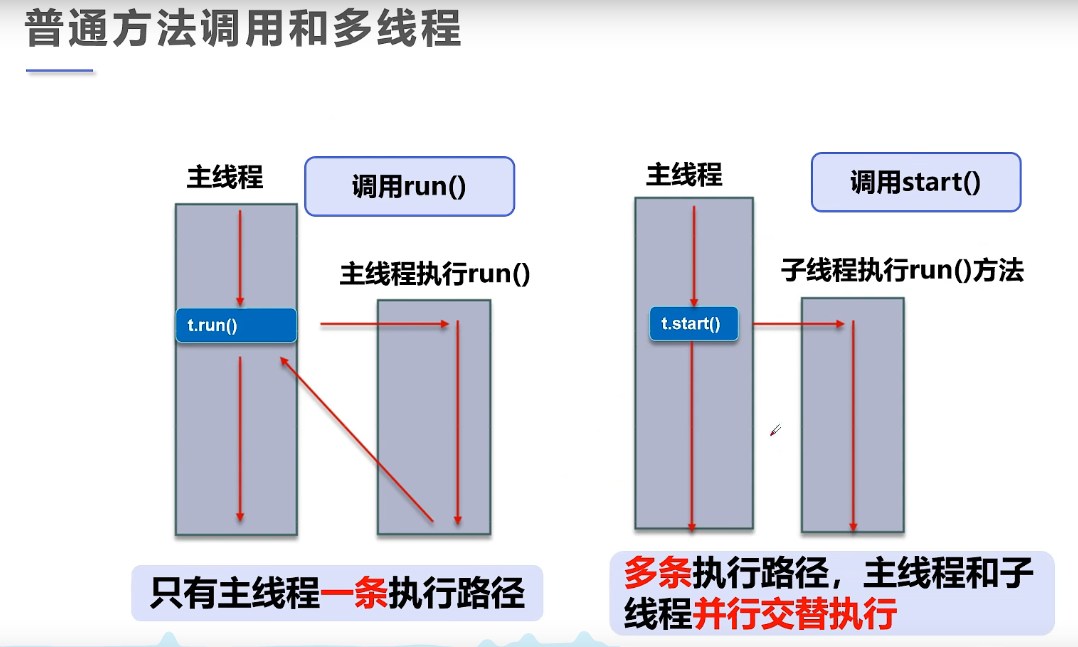 普通方法调用和多线程
主线程
调用run()
主线程执行run()
t.run()
只有主线程一条执行路径
主线程
调用start()
子线程执行run()方法
t.start()
多条执行路径，主线程和子
线程并行交替执行